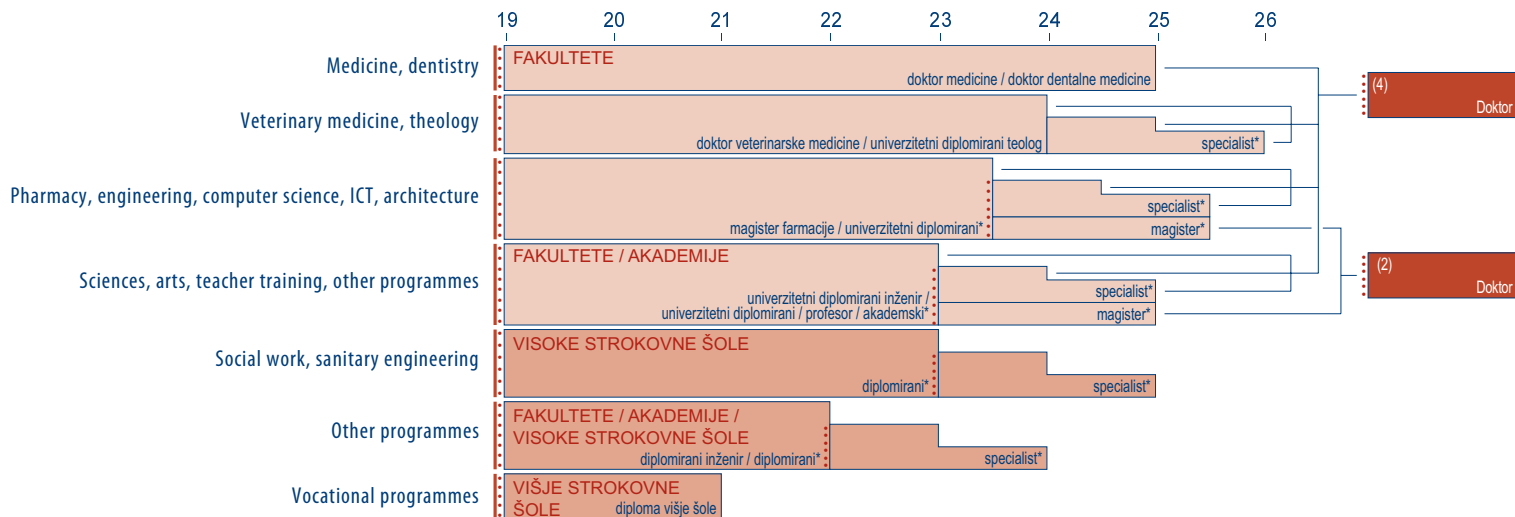 19 20 21 22 23 24 25 26
Medicine, dentistry
FAKULTETE
doktor medicine / doktor dentalne medicine
(4)
Doktor
Veterinary medicine, theology
doktor veterinarske medicine / univerzitetni diplomirani teolog
specialist*
Pharmacy, engineering, computer science, ICT, architecture
magister farmacije / univerzitetni diplomirani*
specialist*
magister*
Sciences, arts, teacher training, other programmes
FAKULTETE / AKADEMIJE
univerzitetni diplomirani inženir /
univerzitetni diplomirani / profesor / akademski*
specialist*
magister*
(2)
Doktor
Social work, sanitary engineering
VISOKE STROKOVNE ŠOLE
diplomirani*
specialist*
Other programmes
FAKULTETE / AKADEMIJE /
VISOKE STROKOVNE ŠOLE
diplomirani inženir / diplomirani*
specialist*
Vocational programmes
VIŠJE STROKOVNE
ŠOLE
diploma višje šole